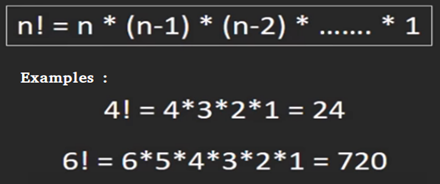 n! = n * (n-1) * (n-2) * ....... * 1
Examples :
4! = 4*3*2*1 = 24
6! = 6*5*4*3*2*1 = 720